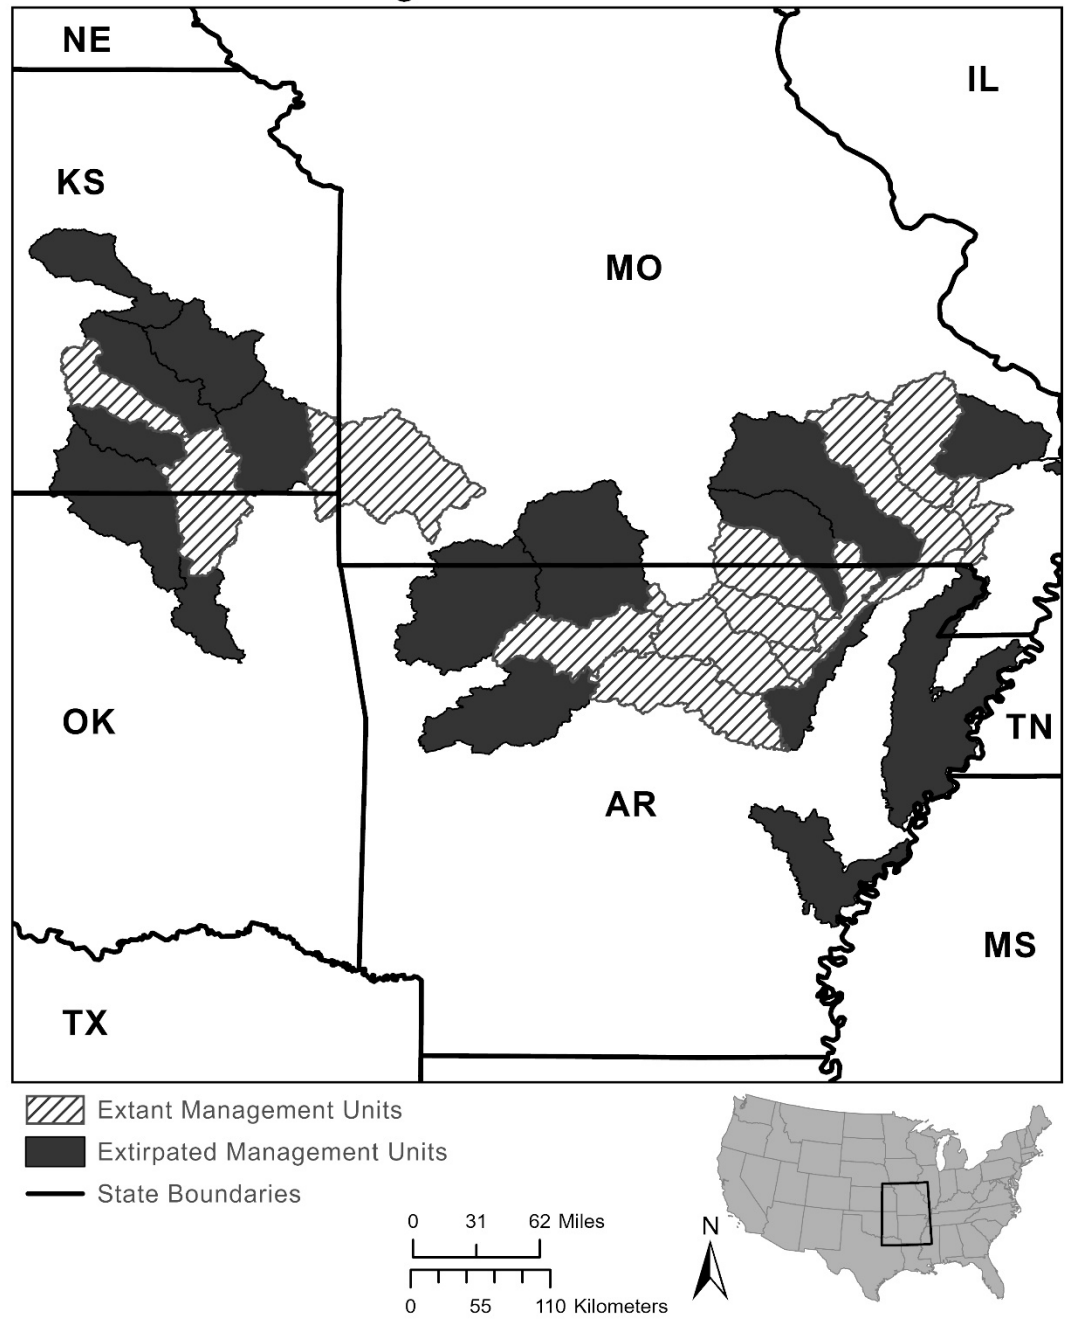 NE
IL
KS
MO
OK
TN
AR
MS
TX
Extant Management Units
Extirpated Management Units
State Boundaries
0 31 62 Miles
0 55 110 Kilometers
N